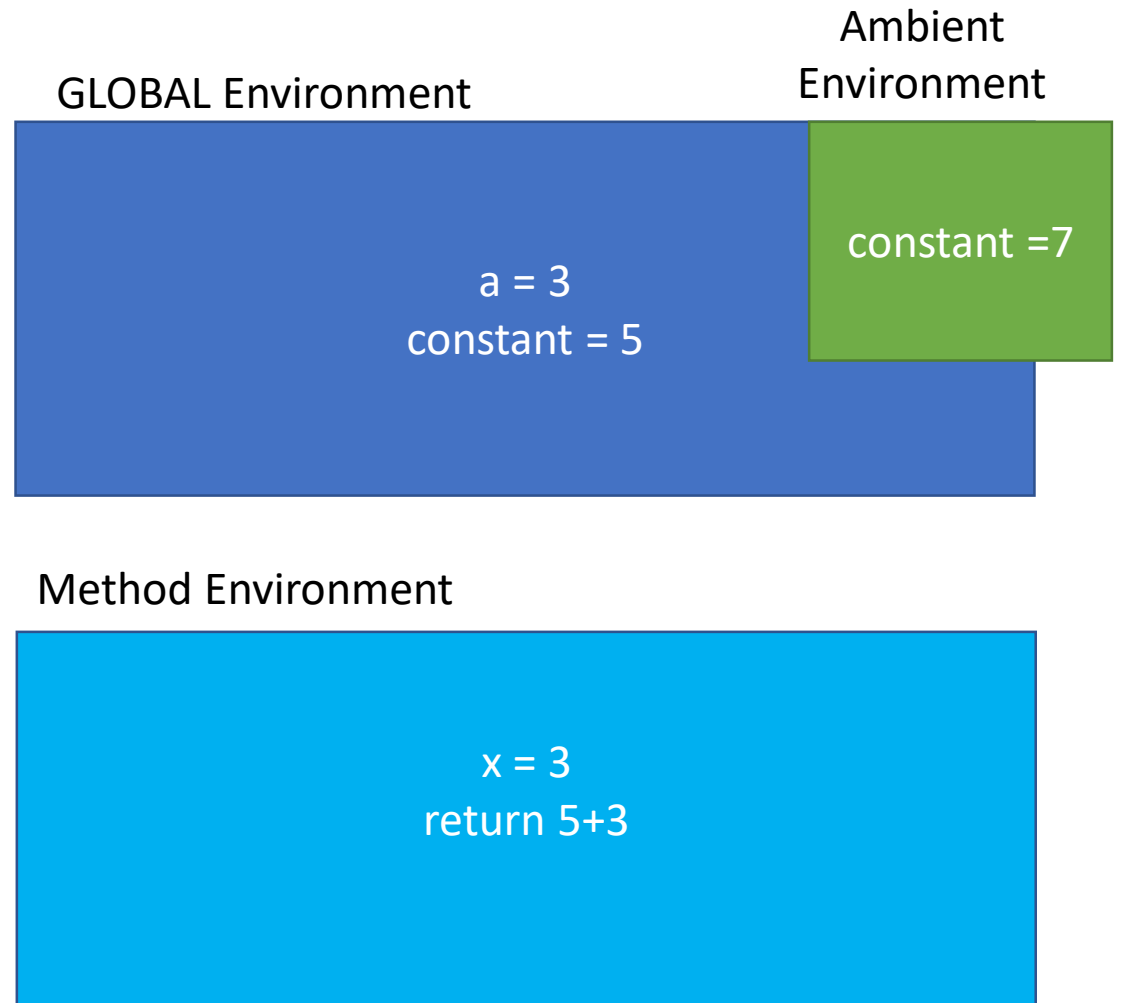 Ambient
Environment
GLOBAL Environment
constant =7
a = 3
constant = 5
Method Environment
x = 3
return 5+3